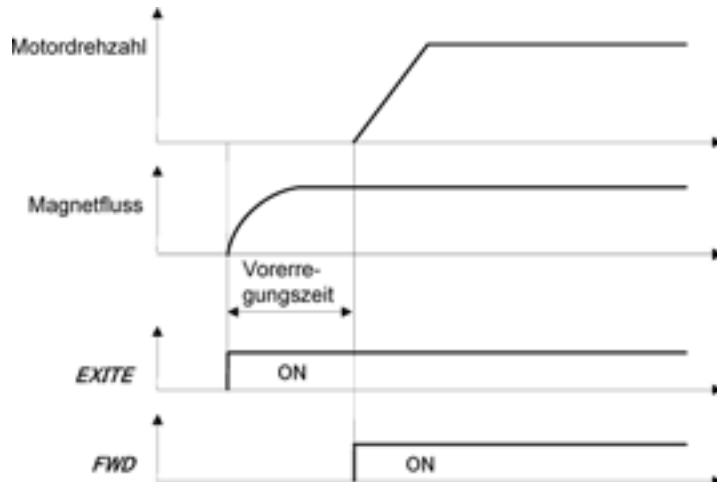 Motordrehzahl
Magnetfluss
Vorerre-
gungszeit
EXITE
ON
FWD
ON